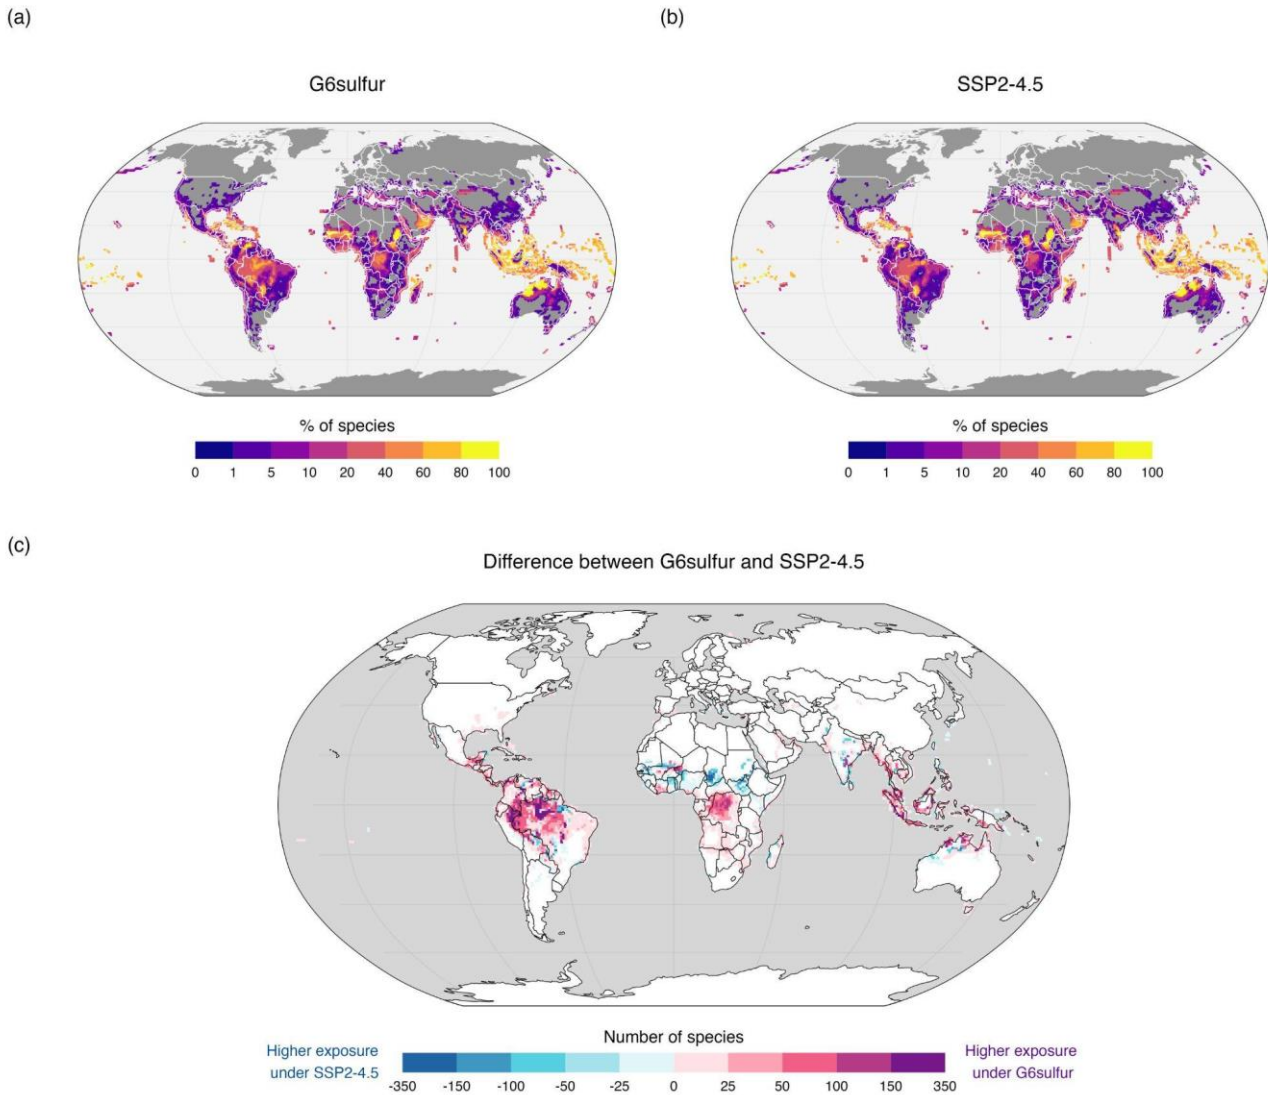 (a)
(b)
G6sulfur
SSP2-4.5
% of species
0 1 5 10 20 40 60 80 100
% of species
0 1 5 10 20 40 60 80 100
(c)
Difference between G6sulfur and SSP2-4.5
Number of species
Higher exposure
under SSP2-4.5
-350 -150 -100 -50 -25 0 25 50 100 150 350
Higher exposure
under G6sulfur